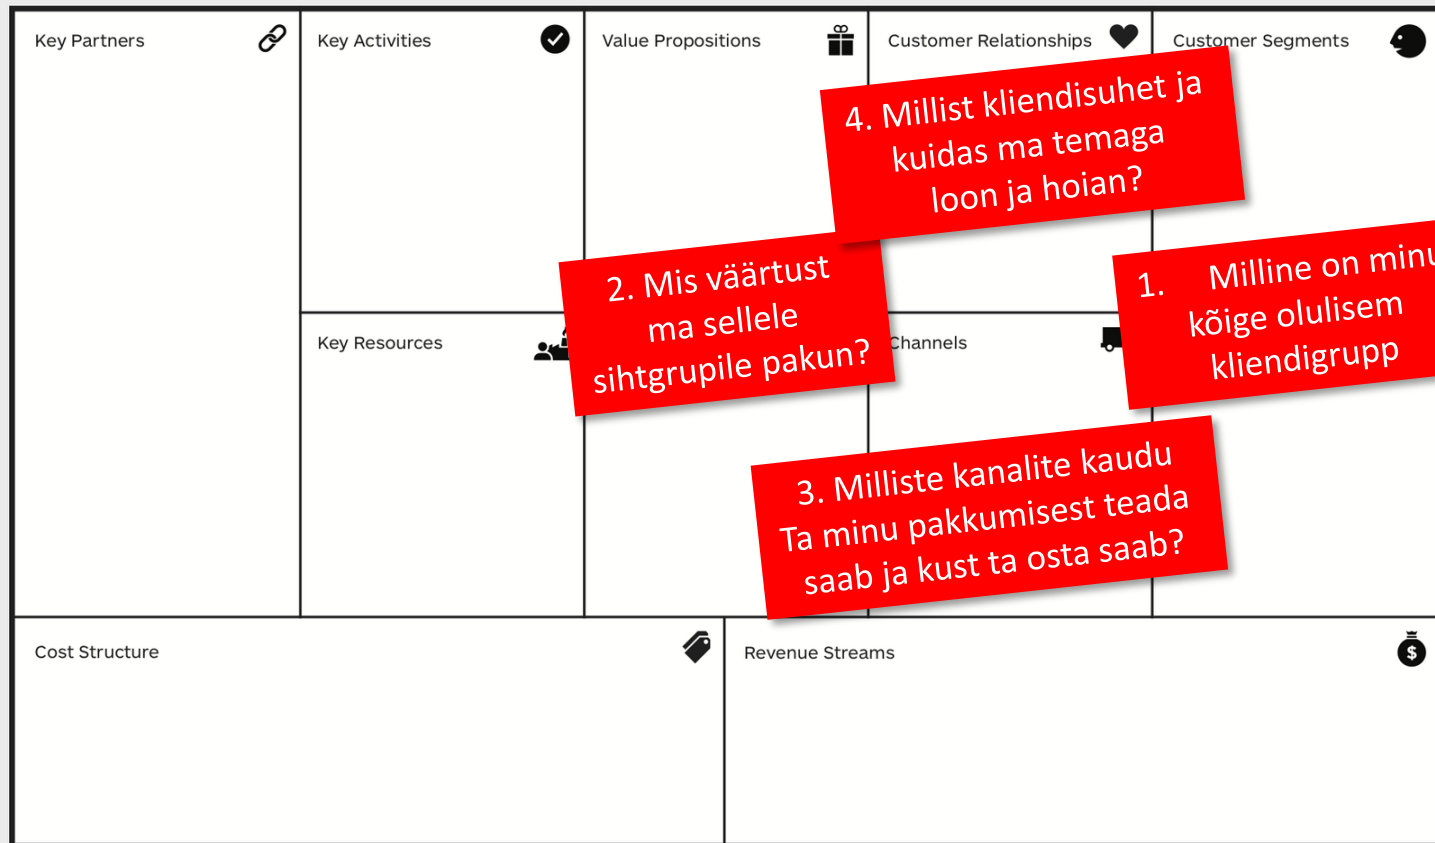 Key Partners
Key Activities
Value Propositions
Customer Relationships
Customer Segments
4. Millist kliendisuhet ja
kuidas ma temaga
loon ja hoian?
2. Mis väärtust
ma sellele
sihtgrupile pakun?
1. Milline on minu
kõige olulisem
kliendigrupp
Key Resources
Channels
3. Milliste kanalite kaudu
Ta minu pakkumisest teada
saab ja kust ta osta saab?
Cost Structure
Revenue Streams
$